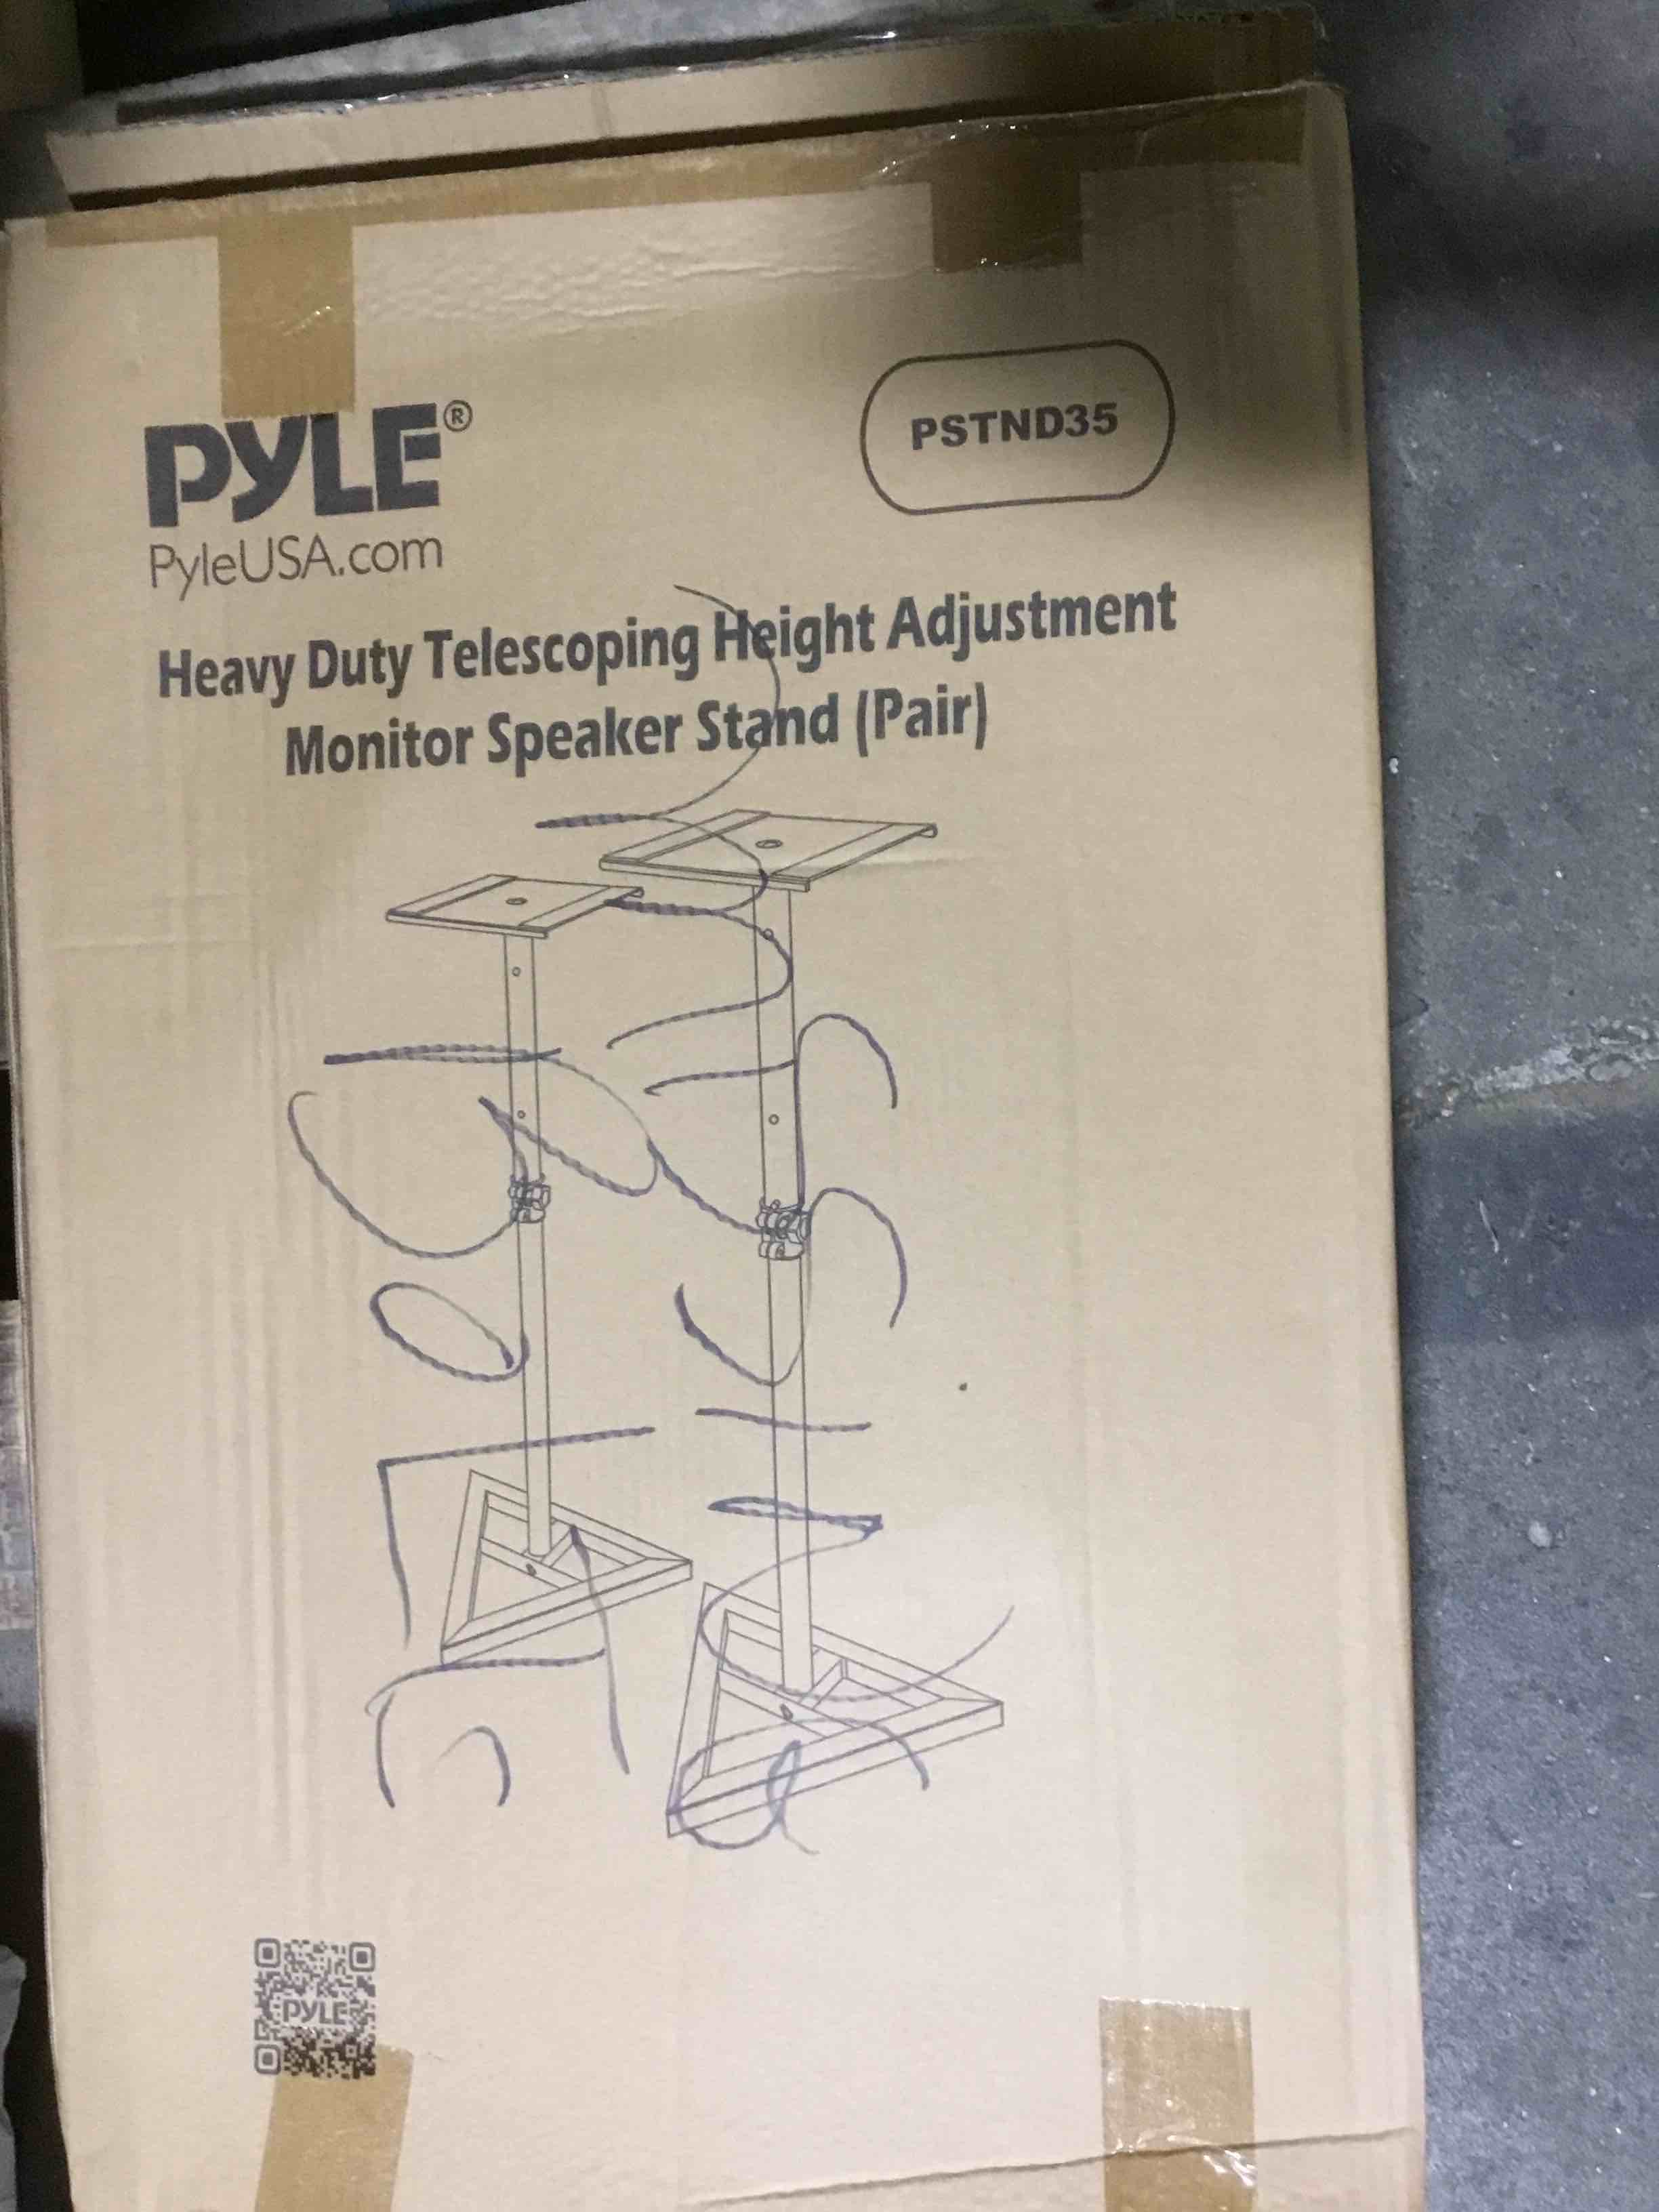 PYLE®
PyleUSA.com
PSTND35
Heavy Duty Telescoping Height Adjustment
Monitor Speaker Stand (Pair)
PYLE